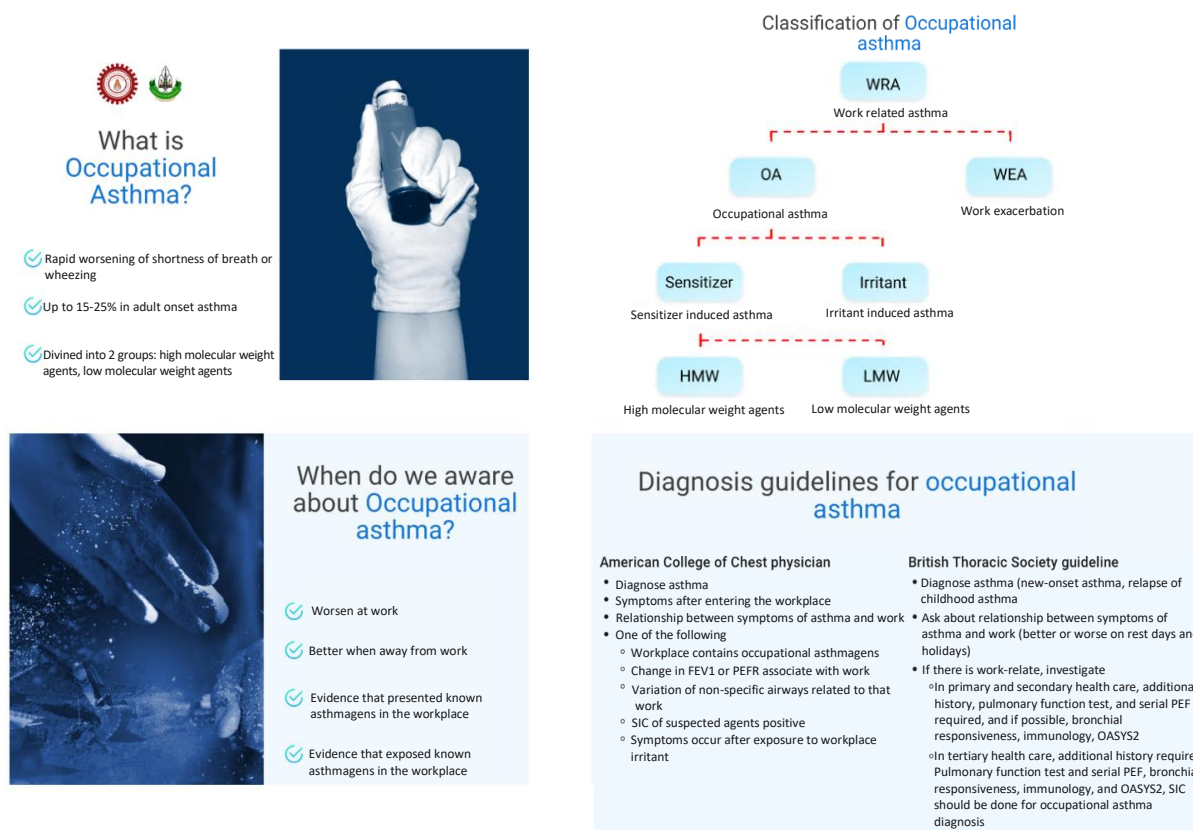 What is
Occupational
Asthma?
Rapid worsening of shortness of breath or
wheezing
Up to 15-25% in adult onset asthma
Divined into 2 groups: high molecular weight
agents, low molecular weight agents
Classification of Occupational
asthma
WRA
Work related asthma
OA
WEA
Occupational asthma
Work exacerbation
Sensitizer
Irritant
Sensitizer induced asthma
Irritant induced asthma
HMW
LMW
High molecular weight agents
Low molecular weight agents
When do we aware
about Occupational
asthma?
Worsen at work
Better when away from work
Evidence that presented known
asthmagens in the workplace
Evidence that exposed known
asthmagens in the workplace
Diagnosis guidelines for occupational
asthma
American College of Chest physician
• Diagnose asthma
• Symptoms after entering the workplace
• Relationship between symptoms of asthma and work
• One of the following
○ Workplace contains occupational asthmagens
○ Change in FEV1 or PEFR associate with work
○ Variation of non-specific airways related to that
work
○ SIC of suspected agents positive
○ Symptoms occur after exposure to workplace
irritant
British Thoracic Society guideline
• Diagnose asthma (new-onset asthma, relapse of
childhood asthma
• Ask about relationship between symptoms of
asthma and work (better or worse on rest days an
holidays)
• If there is work-relate, investigate
○In primary and secondary health care, additiona
history, pulmonary function test, and serial PEF
required, and if possible, bronchial
responsiveness, immunology, OASYS2
○In tertiary health care, additional history require
Pulmonary function test and serial PEF, bronchia
responsiveness, immunology, and OASYS2, SIC
should be done for occupational asthma
diagnosis